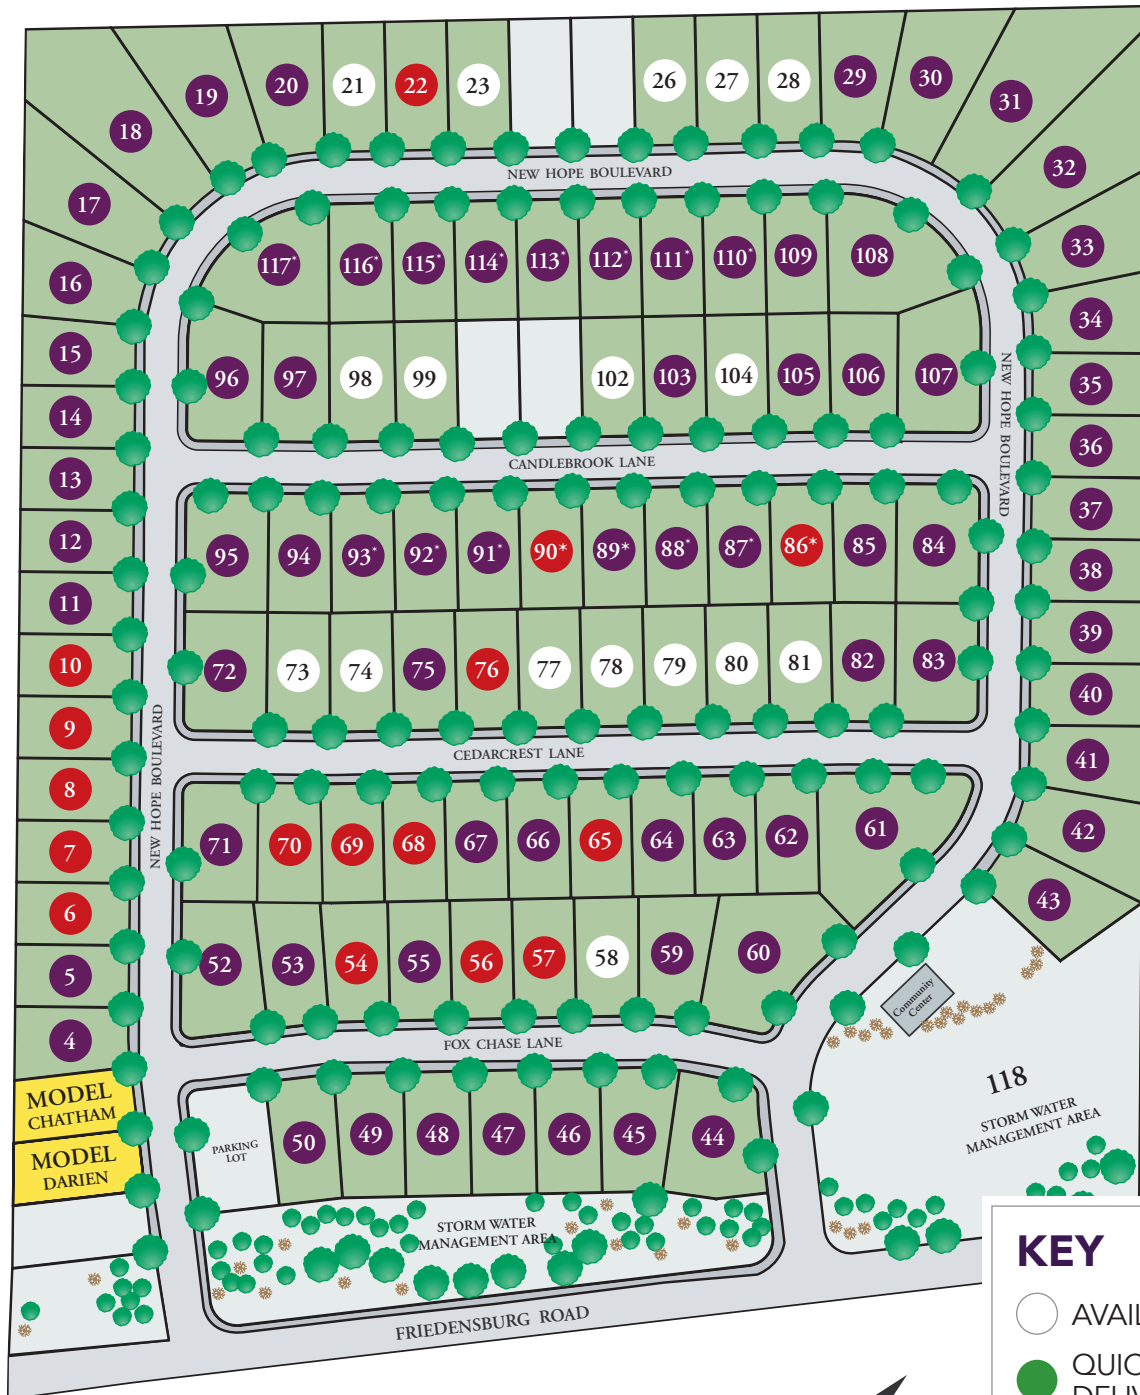 20 21 22 23 26 27 28 29 30
19 31
18 32
17 33
NEW HOPE BOULEVARD
16 117* 116* 115* 114* 113* 112* 111* 110* 109 108 34
15 96 97 98 99 102 103 104 105 106 107 35
14 36
NEW HOPE BOULEVARD
CANDLEBROOK LANE
13 37
12 95 94 93* 92* 91* 90* 89* 88* 87* 86* 85 84 38
11 39
10 72 73 74 75 76 77 78 79 80 81 82 83 40
9 41
NEW HOPE BOULEVARD
CEDARCREST LANE
8 42
7 71 70 69 68 67 66 65 64 63 62 61
6 43
5 52 53 54 55 56 57 58 59 60
Community
Center
4
FOX CHASE LANE
118
STORM WATER
MANAGEMENT AREA
MODEL
CHATHAM
MODEL
DARIEN
PARKING
LOT
50 49 48 47 46 45 44
STORM WATER
MANAGEMENT AREA
FRIEDENSBURG ROAD
KEY
AVAIL
QUIC